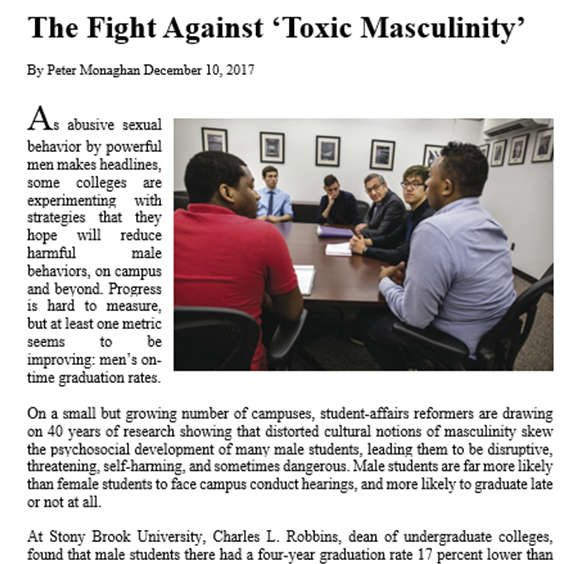 The Fight Against ‘Toxic Masculinity’
By Peter Monaghan December 10, 2017
As abusive sexual
behavior by powerful
men makes headlines,
some colleges are
experimenting with
strategies that they
hope will reduce
harmful male
behaviors, on campus
and beyond. Progress
is hard to measure,
but at least one metric
seems to be
improving: men’s on-
time graduation rates.
On a small but growing number of campuses, student-affairs reformers are drawing
on 40 years of research showing that distorted cultural notions of masculinity skew
the psychosocial development of many male students, leading them to be disruptive,
threatening, self-harming, and sometimes dangerous. Male students are far more likely
than female students to face campus conduct hearings, and more likely to graduate late
or not at all.
At Stony Brook University, Charles L. Robbins, dean of undergraduate colleges,
found that male students there had a four-year graduation rate 17 percent lower than